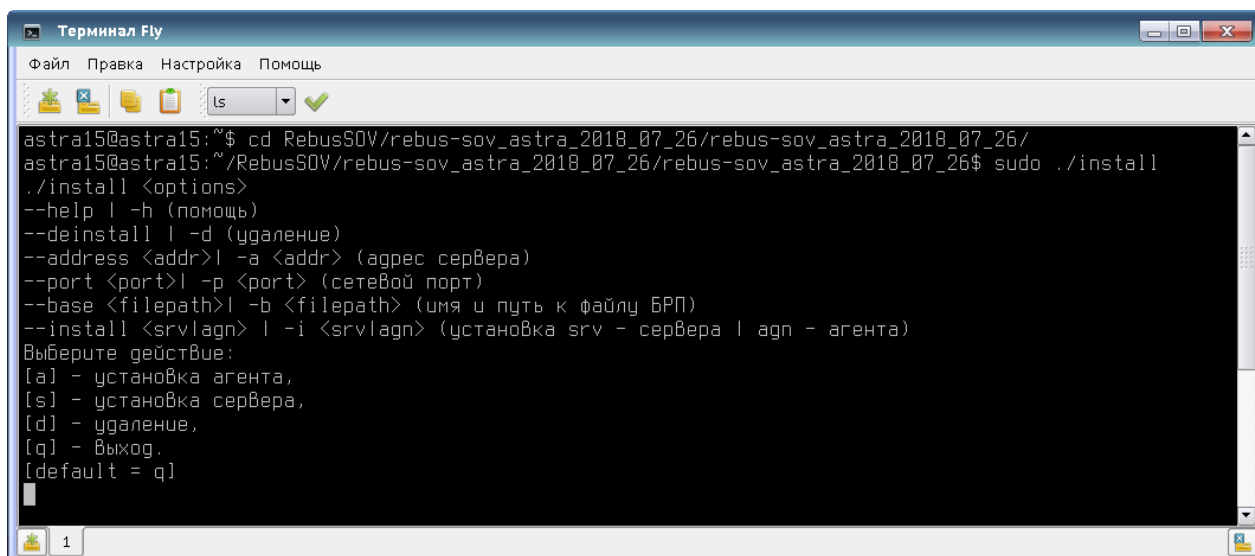 Терминал Fly
Файл Правка Настройка Помощь
ls
astra15@astra15:~$ cd RebusSOV/rebus-sov_astra_2018_07_26/rebus-sov_astra_2018_07_26/
astra15@astra15:~/RebusSOV/rebus-sov_astra_2018_07_26/rebus-sov_astra_2018_07_26$ sudo ./install
./install <options>
--help | -h (помощь)
--deinstall | -d (удаление)
--address <addr>| -a <addr> (адрес сервера)
--port <port>| -p <port> (сетевой порт)
--base <filepath>| -b <filepath> (имя и путь к файлу БРП)
--install <srv|agn> | -i <srv|agn> (установка srv - сервера | agn - агента)
Выберите действие:
[a] - установка агента,
[s] - установка сервера,
[d] - удаление,
[q] - Выход.
[default = q]
1